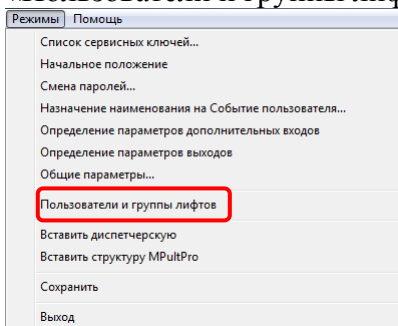 Режимы Помощь
Список сервисных ключей...
Начальное положение
Смена паролей...
Назначение наименования на Событие пользователя...
Определение параметров дополнительных входов
Определение параметров выходов
Общие параметры...
Пользователи и группы лифтов
Вставить диспетчерскую
Вставить структуру MPultPro
Сохранить
Выход